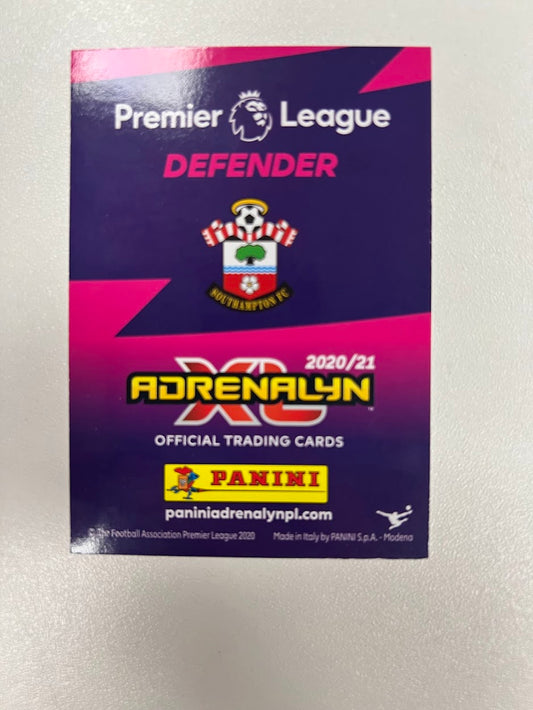 Premier League
DEFENDER
SOUTHAMPTON FC
2020/21
ADRENALYN XL™
OFFICIAL TRADING CARDS
PANINI
paniniadrenalynpl.com
© The Football Association Premier League 2020 Made in Italy by PANINI S.p.A. - Modena